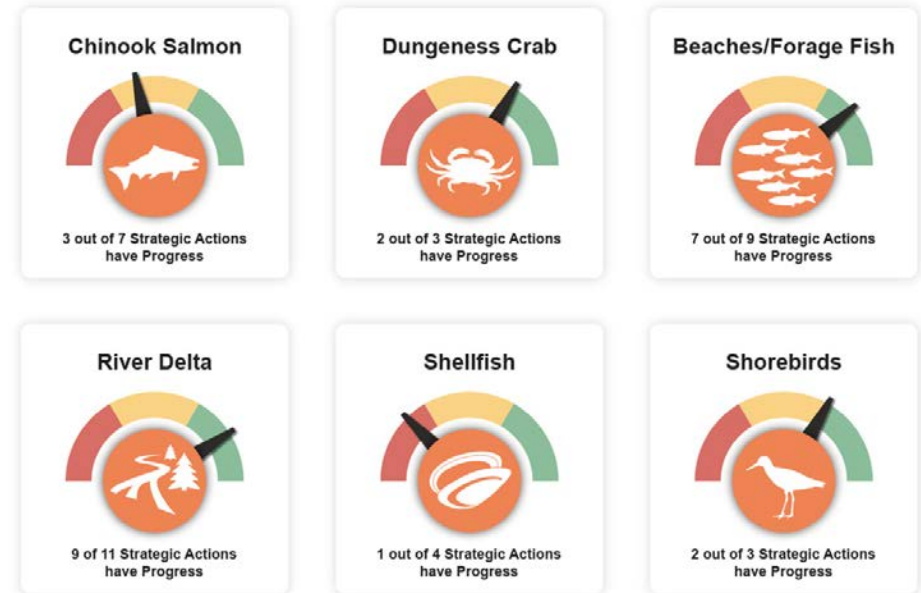 Chinook Salmon
3 out of 7 Strategic Actions
have Progress
Dungeness Crab
2 out of 3 Strategic Actions
have Progress
Beaches/Forage Fish
7 out of 9 Strategic Actions
have Progress
River Delta
9 of 11 Strategic Actions
have Progress
Shellfish
1 out of 4 Strategic Actions
have Progress
Shorebirds
2 out of 3 Strategic Actions
have Progress